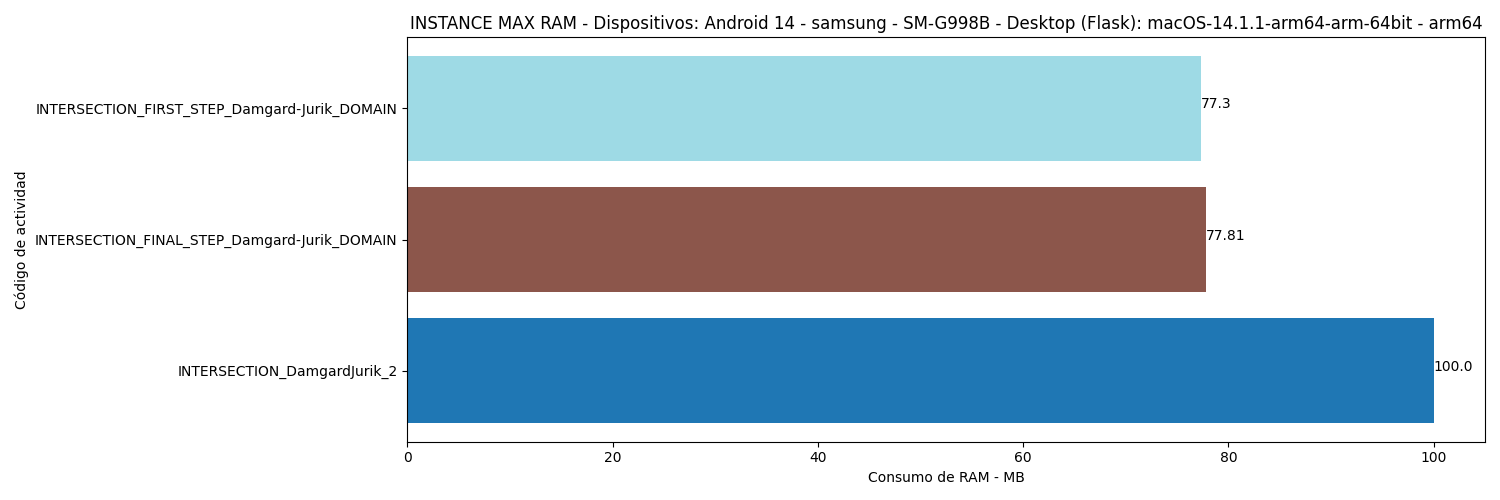 INSTANCE MAX RAM - Dispositivos: Android 14 - samsung - SM-G998B - Desktop (Flask): macOS-14.1.1-arm64-arm-64bit - arm64
Código de actividad
INTERSECTION_FIRST_STEP_Damgard-Jurik_DOMAIN
77.3
INTERSECTION_FINAL_STEP_Damgard-Jurik_DOMAIN
77.81
INTERSECTION_DamgardJurik_2
100.0
0 20 40 60 80 100
Consumo de RAM - MB